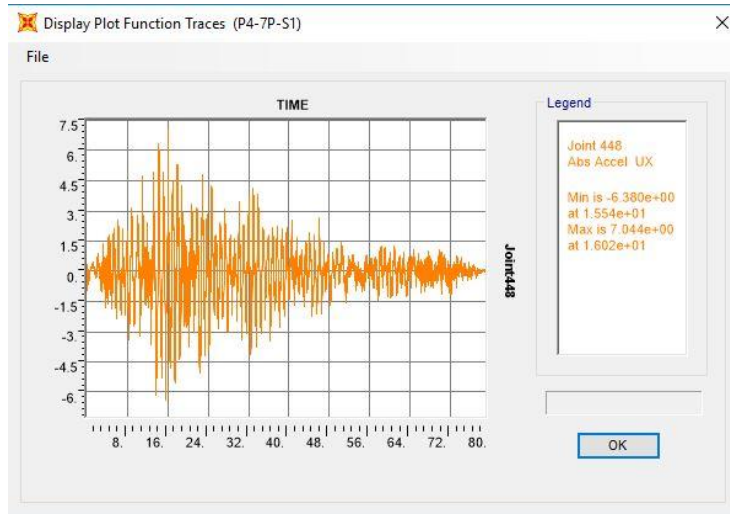 Display Plot Function Traces (P4-7P-S1)
File
TIME
7.5
6.
4.5
3.
1.5
0.
-1.5
-3.
-4.5
-6.
8. 16. 24. 32. 40. 48. 56. 64. 72. 80.
Joint448
Legend
Joint 448
Abs Accel UX
Min is -6.380e+00
at 1.554e+01
Max is 7.044e+00
at 1.602e+01
OK